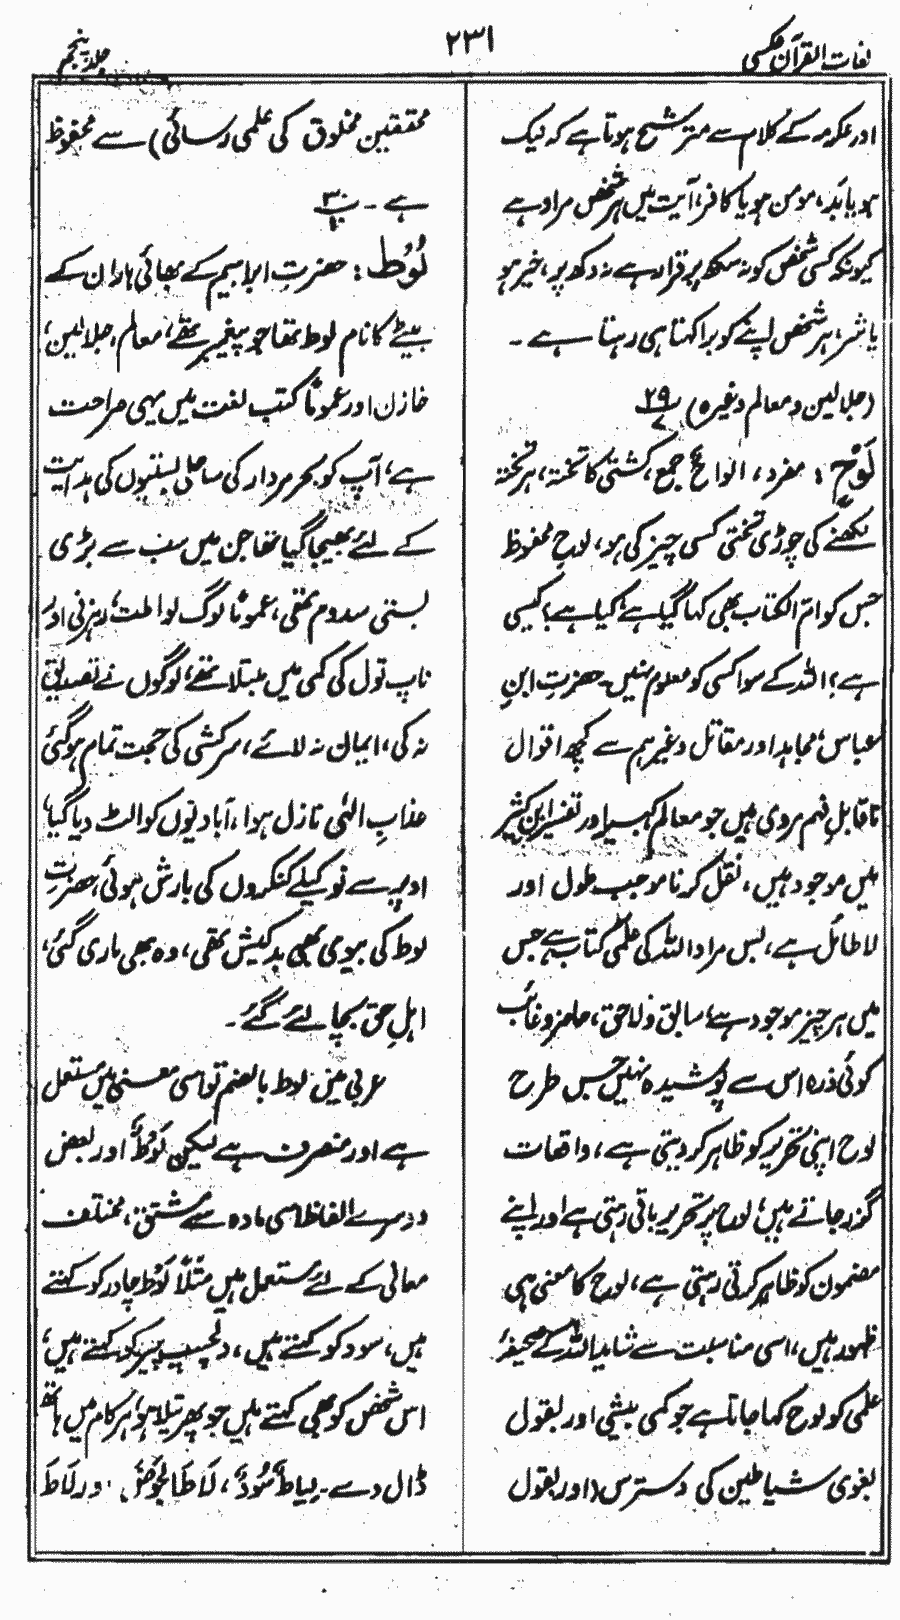 لغات القرآن عکسی
۲۳۱
جلد پنجم
اور عکرمہ کے کلام سے مترشح ہوتا ہے کہ نیک
ہو یا بد، مومن ہو یا کافر، آیت میں ہر شخص مراد ہے
کیونکہ کسی شخص کو نہ سکھ پر قرار ہے نہ دکھ پر، خیر ہو
یا شر، ہر شخص اپنے کو برا کہتا ہی رہتا ہے ۔
(جلالین و معالم وغیرہ) ۲۹
لَوْح : مفرد، الواح جمع، کشتی کا تختہ، ہر تختہ
لکھنے کی چوڑی تختی کسی چیز کی ہو، لوحِ محفوظ
جس کو ام الکتاب بھی کہا گیا ہے، کیا ہے؟ کیسی
ہے؟ اللہ کے سوا کسی کو معلوم نہیں۔ حضرتِ ابنِ
عباس، مجاہد اور مقاتل وغیرہم سے کچھ اقوال
ناقابلِ فہم مروی ہیں جو معالم کبیر اور تفسیر ابن کثیر
میں موجود ہیں، نقل کرنا موجب طول اور
لاطائل ہے، بس مراد اللہ کی علمی کتاب ہے جس
میں ہر چیز موجود ہے، سابق و لاحق، حاضر و غائب
کوئی ذرہ اس سے پوشیدہ نہیں جس طرح
لوح اپنی تحریر کو ظاہر کر دیتی ہے، واقعات
گزر جاتے ہیں، لوح پر تحریر باقی رہتی ہے اور اپنے
مضمون کو ظاہر کرتی رہتی ہے، لوح کا معنی ہی
ظہور ہیں، اسی مناسبت سے شاید اللہ کے صحیفۂ
علمی کو لوح کہا جاتا ہے جو کمی بیشی اور بقول
بغوی شیاطین کی دسترس (اور بقول
محققین مخلوق کی علمی رسائی) سے محفوظ
ہے ۔ پ۳۰ ۱۰
لُوْط : حضرتِ ابراہیم کے بھائی ہاران کے
بیٹے کا نام لوط تھا جو پیغمبر تھے، معالم، جلالین،
خازن اور عموماً کتب لغت میں یہی صراحت
ہے، آپ کو بحر مردار کی ساحلی بستیوں کی ہدایت
کے لئے بھیجا گیا تھا جن میں سب سے بڑی
بستی سدوم تھی، عموماً لوگ لواطت، رہزنی اور
ناپ تول کی کمی میں مبتلا تھے، لوگوں نے تصدیق
نہ کی، ایمان نہ لائے، سرکشی کی حجت تمام ہوگئی
عذابِ الٰہی نازل ہوا، آبادیوں کو الٹ دیا گیا،
اوپر سے نوکیلے کنکروں کی بارش ہوئی، حضرتِ
لوط کی بیوی بھی بدکیش تھی، وہ بھی ماری گئی،
اہلِ حق بچا لئے گئے ۔
عربی میں لوط بالضم تو اسی معنی میں مستعمل
ہے اور منصرف ہے لیکن لَوْطٌ اور بعض
دوسرے الفاظ اسی مادہ سے مشتق، مختلف
معانی کے لئے مستعمل ہیں مثلاً لَوْط چادر کو کہتے
ہیں، سود کو کہتے ہیں، دلچسپ چیز کو کہتے ہیں،
اس شخص کو بھی کہتے ہیں جو پھرتیلا ہو، ہر کام میں ہاتھ
ڈال دے۔ لِیاط سُود، لَاطَ الحَوضَ اور لَاطَ